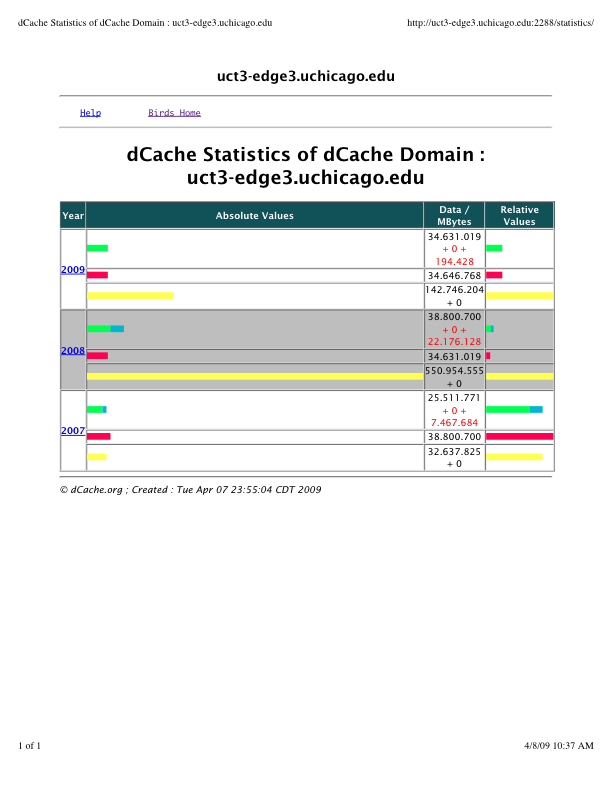 dCache Statistics of dCache Domain : uct3-edge3.uchicago.edu http://uct3-edge3.uchicago.edu:2288/statistics/
uct3-edge3.uchicago.edu
Help Birds Home
dCache Statistics of dCache Domain :
uct3-edge3.uchicago.edu
Year Absolute Values Data / MBytes Relative Values
2009
34.631.019
+ 0 +
194.428
34.646.768
142.746.204
+ 0
2008
38.800.700
+ 0 +
22.176.128
34.631.019
550.954.555
+ 0
2007
25.511.771
+ 0 +
7.467.684
38.800.700
32.637.825
+ 0
© dCache.org ; Created : Tue Apr 07 23:55:04 CDT 2009
1 of 1 4/8/09 10:37 AM